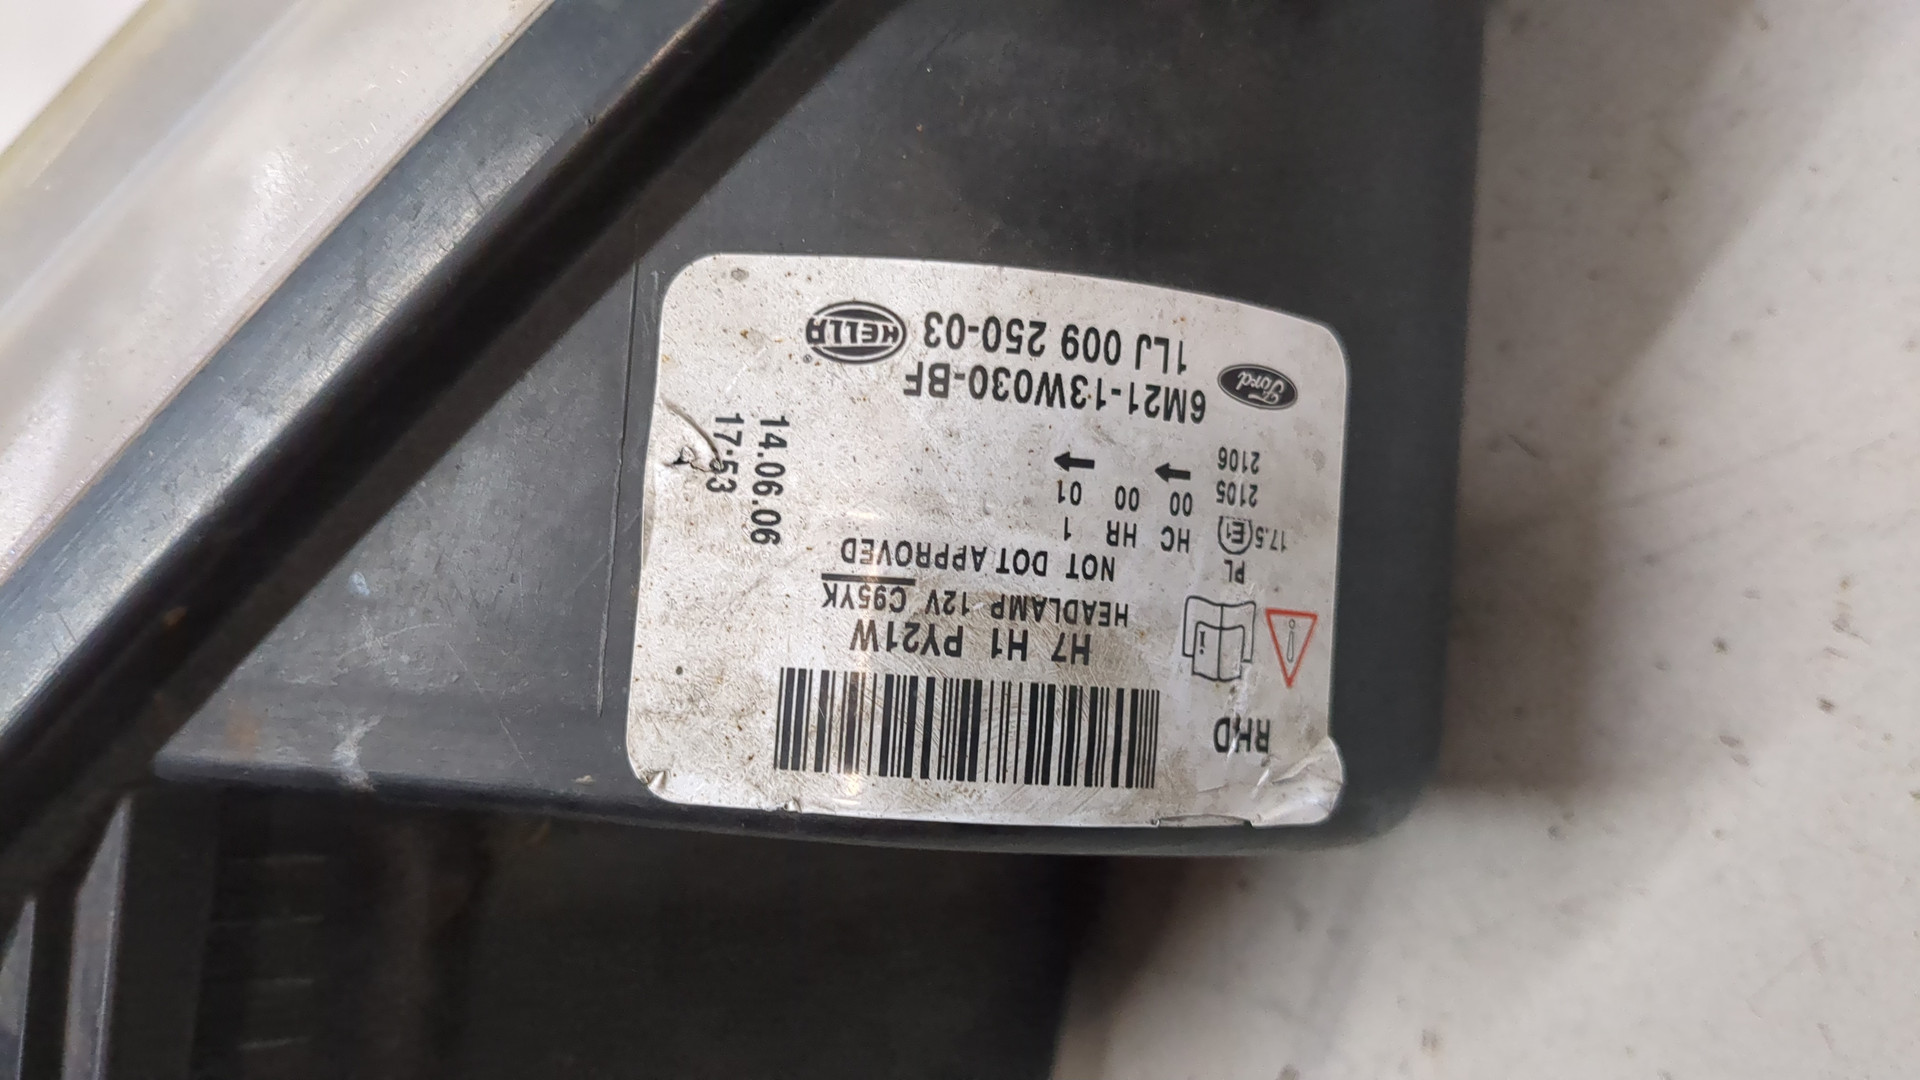 RHD
H7 H1 PY21W
HEADLAMP 12V C95YK
NOT DOT APPROVED
PL
17.5 E1 HC HR 1
2105 00 00 01
2106
Ford
6M21-13W030-BF
1LJ 009 250-03
HELLA
14.06.06
17:53
i
i